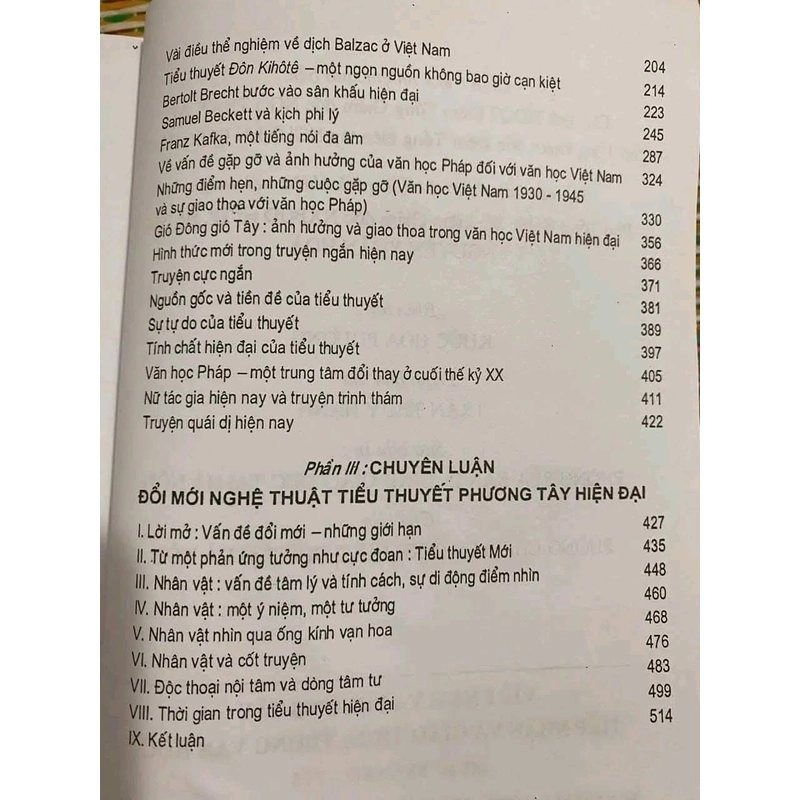 Vài điều thể nghiệm về dịch Balzac ở Việt Nam 204
Tiểu thuyết Đôn Kihôtê – một ngọn nguồn không bao giờ cạn kiệt 214
Bertolt Brecht bước vào sân khấu hiện đại 223
Samuel Beckett và kịch phi lý 245
Franz Kafka, một tiếng nói đa âm 287
Về vấn đề gặp gỡ và ảnh hưởng của văn học Pháp đối với văn học Việt Nam 324
Những điểm hẹn, những cuộc gặp gỡ (Văn học Việt Nam 1930 - 1945
và sự giao thoa với văn học Pháp) 330
Gió Đông gió Tây : ảnh hưởng và giao thoa trong văn học Việt Nam hiện đại 356
Hình thức mới trong truyện ngắn hiện nay 366
Truyện cực ngắn 371
Nguồn gốc và tiền đề của tiểu thuyết 381
Sự tự do của tiểu thuyết 389
Tính chất hiện đại của tiểu thuyết 397
Văn học Pháp – một trung tâm đổi thay ở cuối thế kỷ XX 405
Nữ tác gia hiện nay và truyện trinh thám 411
Truyện quái dị hiện nay 422
Phần III : CHUYÊN LUẬN
ĐỔI MỚI NGHỆ THUẬT TIỂU THUYẾT PHƯƠNG TÂY HIỆN ĐẠI
I. Lời mở : Vấn đề đổi mới – những giới hạn 427
II. Từ một phản ứng tưởng như cực đoan : Tiểu thuyết Mới 435
III. Nhân vật : vấn đề tâm lý và tính cách, sự di động điểm nhìn 448
IV. Nhân vật : một ý niệm, một tư tưởng 460
V. Nhân vật nhìn qua ống kính vạn hoa 468
VI. Nhân vật và cốt truyện 476
VII. Độc thoại nội tâm và dòng tâm tư 483
VIII. Thời gian trong tiểu thuyết hiện đại 499
IX. Kết luận 514